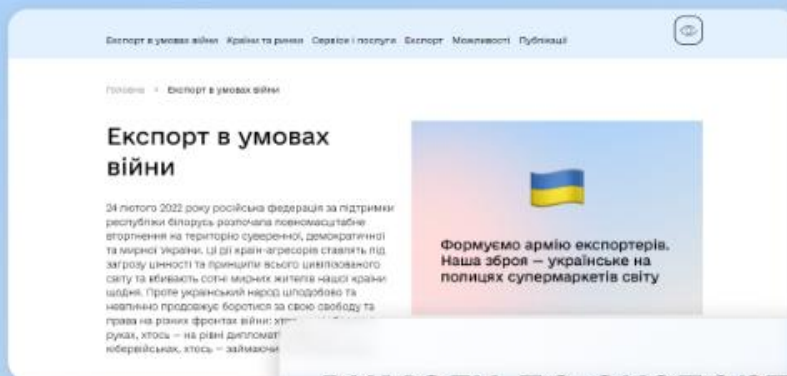 Експорт в умовах війни Країни та ринки Сервіси і послуги Експорт Можливості Публікації
Головна Експорт в умовах війни
Експорт в умовах
війни
24 лютого 2022 року російська федерація за підтримки
республіки білорусь розпочала повномасштабне
вторгнення на територію суверенної, демократичної
та мирної України. Ці дії країн-агресорів ставлять під
загрозу цінності та принципи всього цивілізованого
світу та вбивають сотні мирних жителів нашої країни
щодня. Проте український народ щодобово та
невпинно продовжує боротися за свою свободу та
права на різних фронтах війни:
руках, хтось – на рівні
кібервійськах, хтось – займаючи
Формуємо армію експортерів.
Наша зброя – українське на
полицях супермаркетів світу